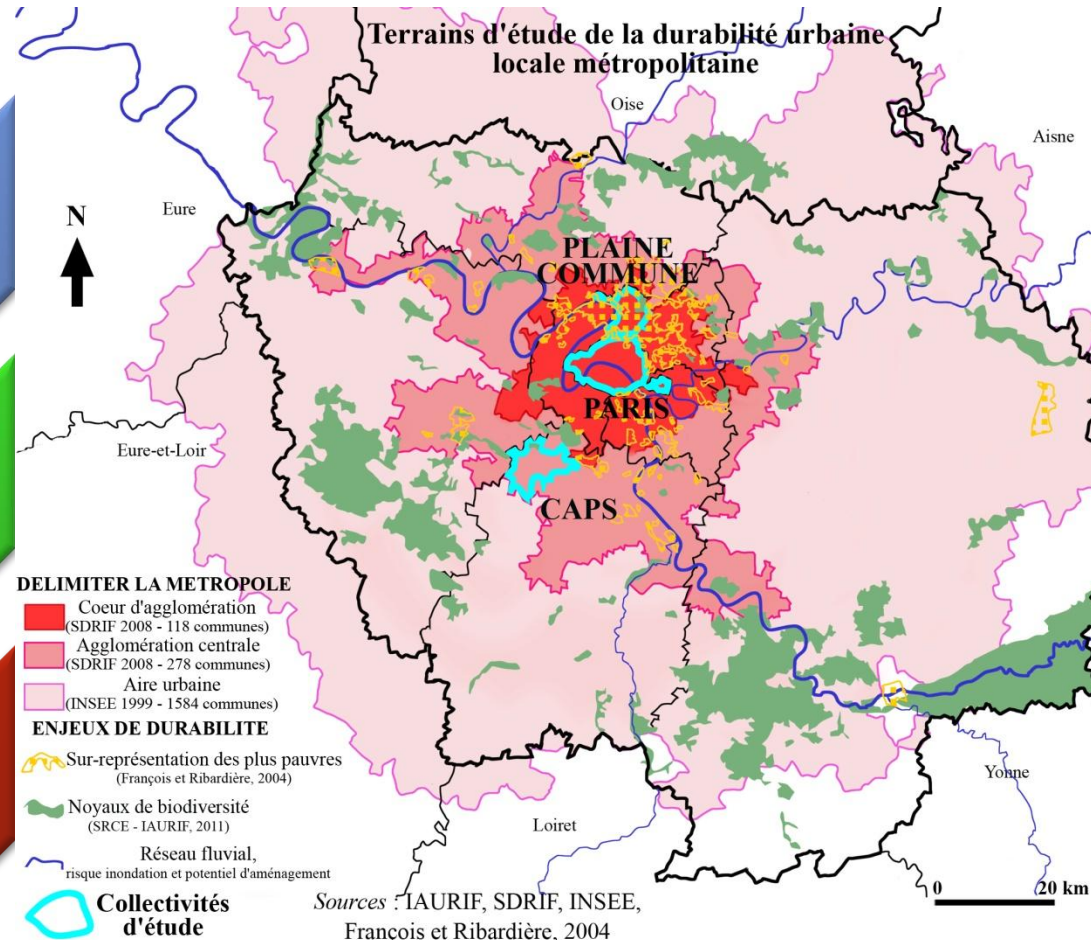 Terrains d'étude de la durabilité urbaine
locale métropolitaine
Oise
Aisne
Eure
N
PLAINE
COMMUNE
PARIS
Eure-et-Loir
CAPS
DELIMITER LA METROPOLE
Coeur d'agglomération
(SDRIF 2008 - 118 communes)
Agglomération centrale
(SDRIF 2008 - 278 communes)
Aire urbaine
(INSEE 1999 - 1584 communes)
ENJEUX DE DURABILITE
Sur-représentation des plus pauvres
(François et Ribardière, 2004)
Noyaux de biodiversité
(SRCE - IAURIF, 2011)
Réseau fluvial,
risque inondation et potentiel d'aménagement
Collectivités
d'étude
Yonne
Loiret
0 20 km
Sources : IAURIF, SDRIF, INSEE,
François et Ribardière, 2004